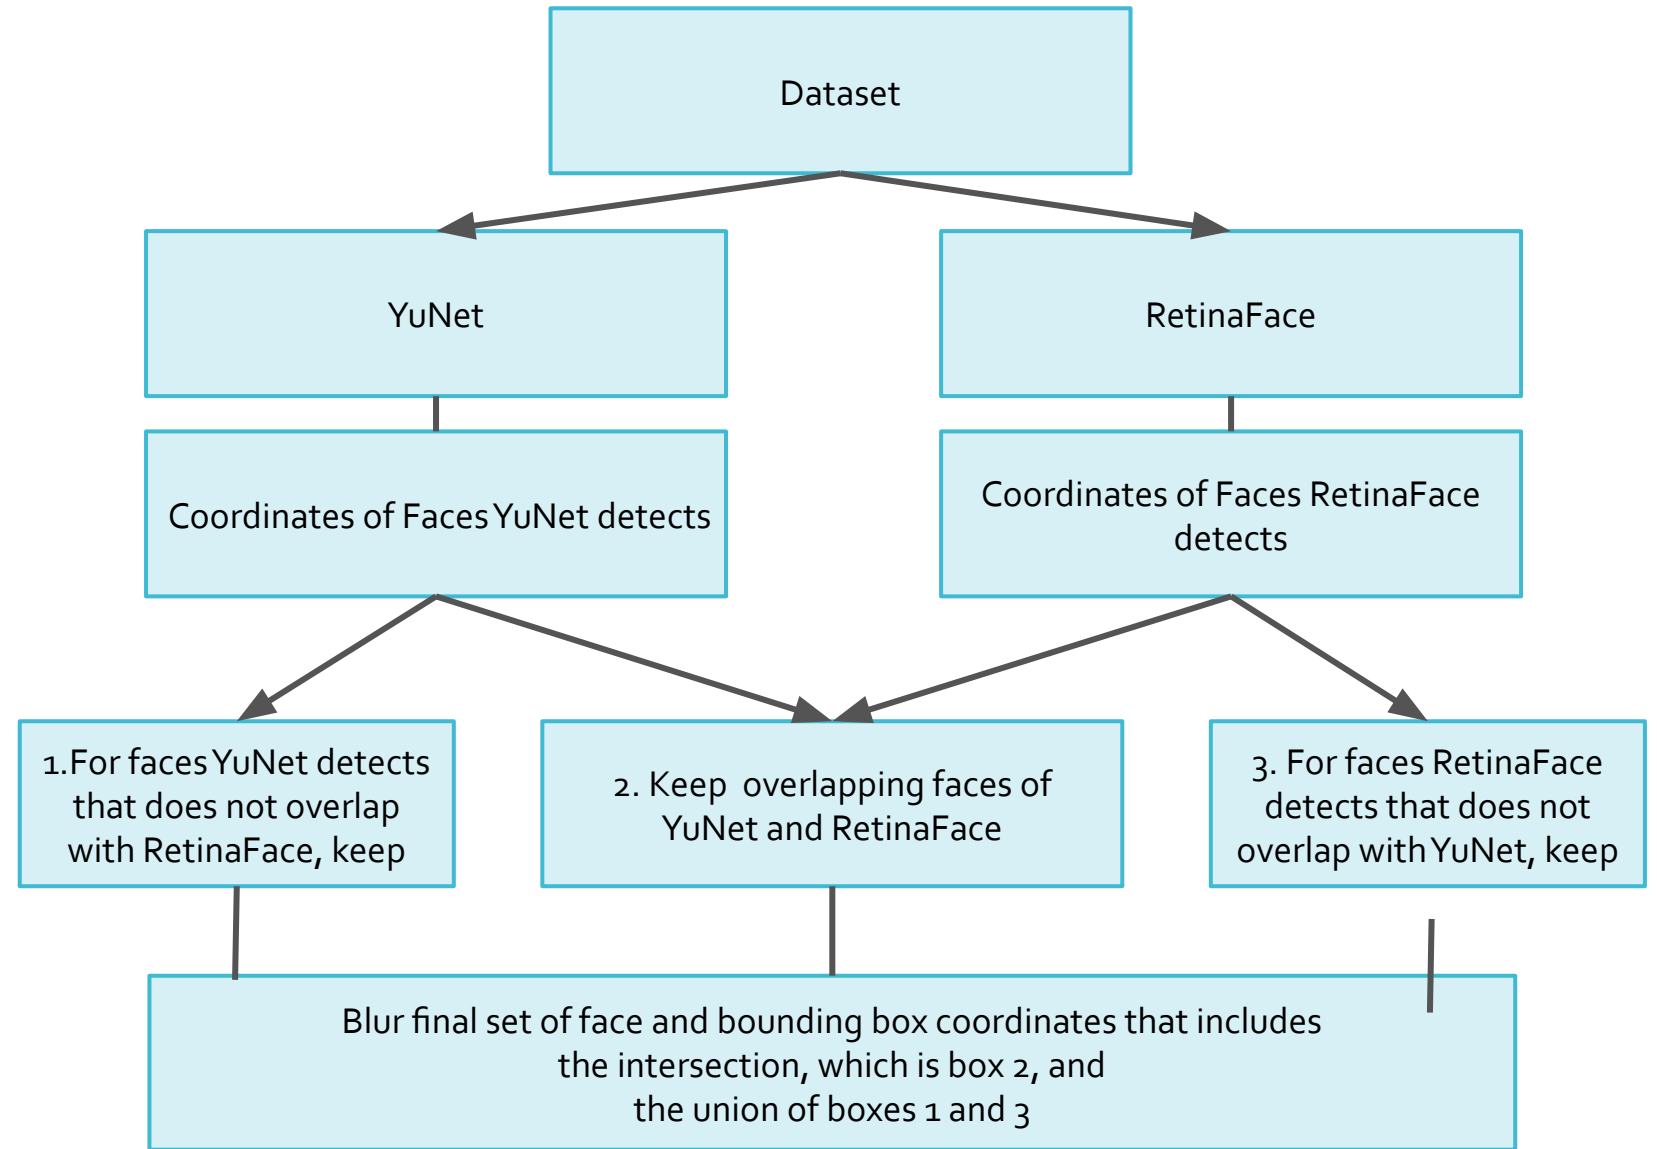 Dataset
YuNet
RetinaFace
Coordinates of Faces YuNet detects
Coordinates of Faces RetinaFace
detects
1.For faces YuNet detects
that does not overlap
with RetinaFace, keep
2. Keep  overlapping faces of
YuNet and RetinaFace
3. For faces RetinaFace
detects that does not
overlap with YuNet, keep
Blur final set of face and bounding box coordinates that includes
the intersection, which is box 2, and
the union of boxes 1 and 3